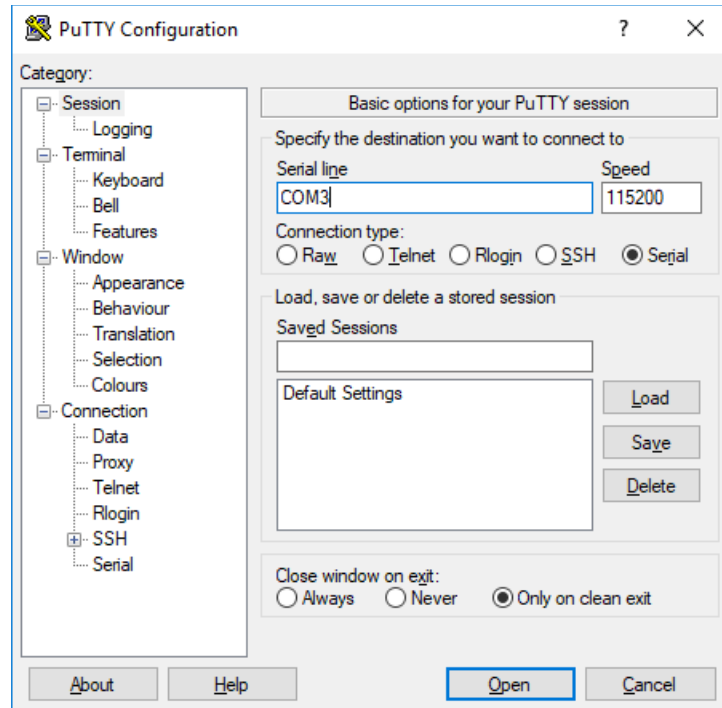 PuTTY Configuration
?
Category:
Session
Logging
Terminal
Keyboard
Bell
Features
Window
Appearance
Behaviour
Translation
Selection
Colours
Connection
Data
Proxy
Telnet
Rlogin
SSH
Serial
Basic options for your PuTTY session
Specify the destination you want to connect to
Serial line Speed
COM3 115200
Connection type:
Raw Telnet Rlogin SSH Serial
Load, save or delete a stored session
Saved Sessions
Default Settings
Load
Save
Delete
Close window on exit:
Always Never Only on clean exit
About Help Open Cancel